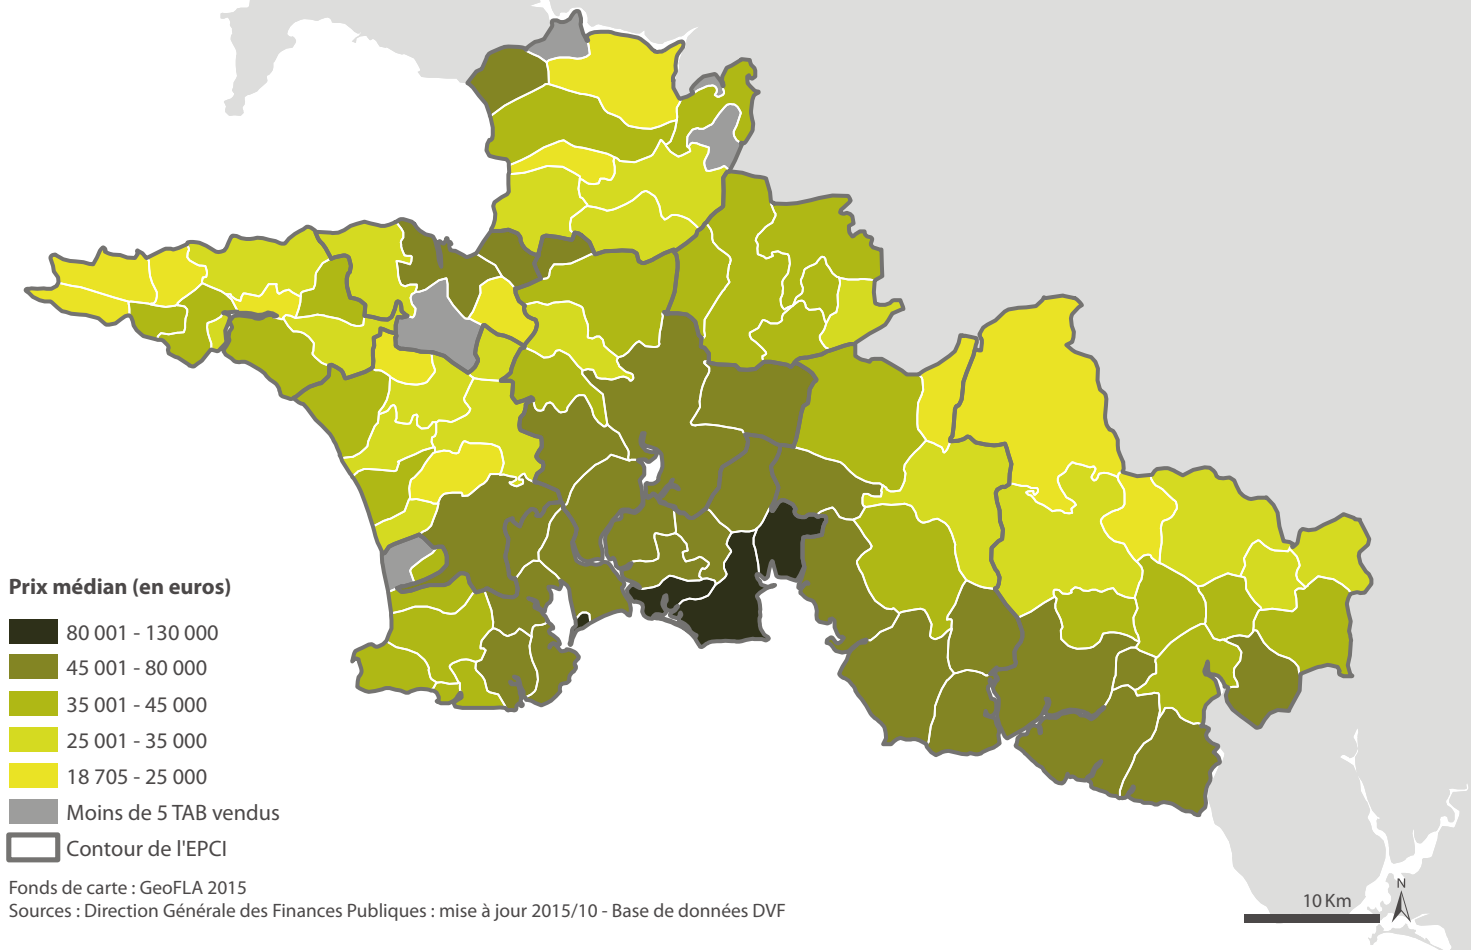 Prix médian (en euros)
80 001 - 130 000
45 001 - 80 000
35 001 - 45 000
25 001 - 35 000
18 705 - 25 000
Moins de 5 TAB vendus
Contour de l'EPCI
Fonds de carte : GeoFLA 2015
Sources : Direction Générale des Finances Publiques : mise à jour 2015/10 - Base de données DVF
10 Km
N